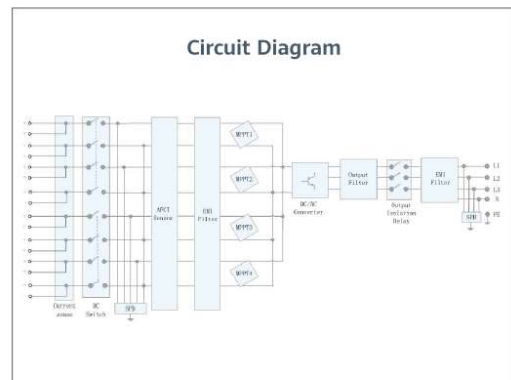 Circuit Diagram
MPPT1
MPPT2
MPPT3
MPPT4
AFCI
Sensor
EMI
Filter
DC/AC
Converter
Output
Filter
Output
Isolation
Relay
EMI
Filter
L1
L2
L3
N
PE
SPD
Current
sense
DC
Switch
SPD